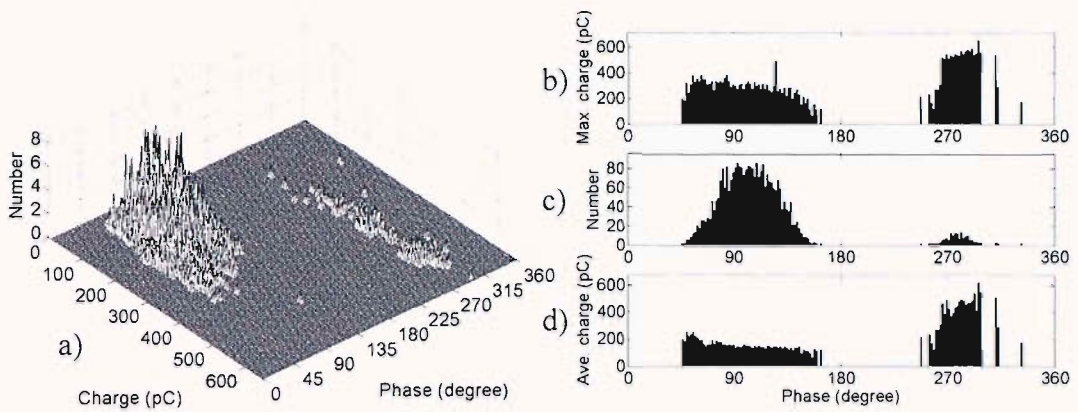 8
6
4
2
0
Number
0
100
200
300
400
500
600
Charge (pC)
0
45
90
135
180
225
270
315
360
Phase (degree)
a)
b)
Max charge (pC)
600
400
200
0
0 90 180 270 360
c)
Number
80
60
40
20
0
0 90 180 270 360
d)
Ave charge (pC)
600
400
200
0
0 90 180 270 360
Phase (degree)